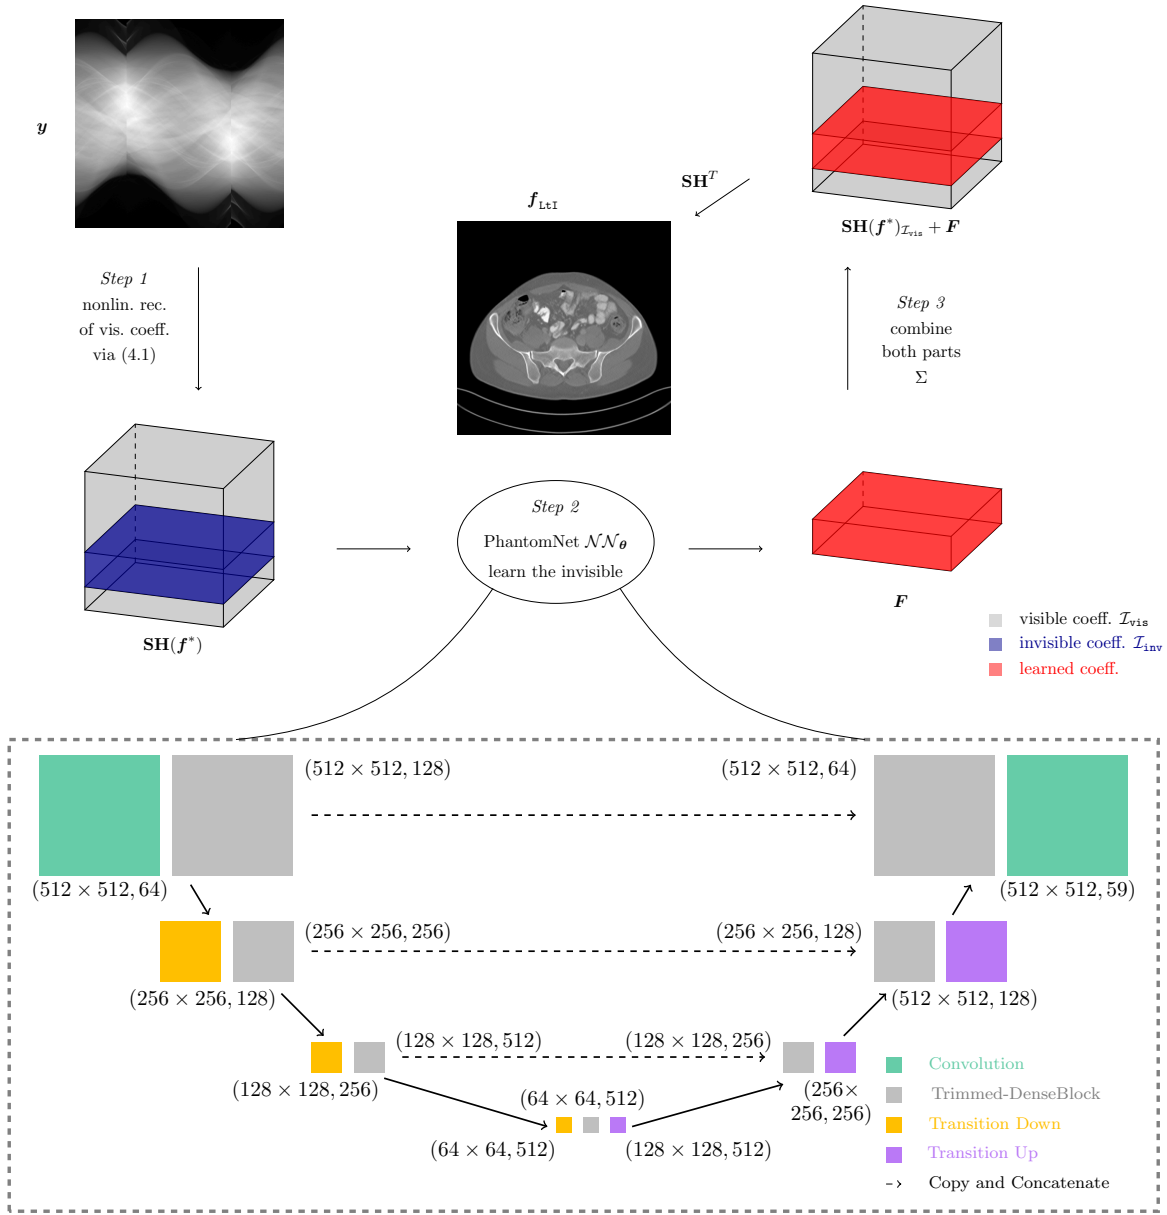 𝒚
Step 1
nonlin. rec.
of vis. coeff.
via (4.1)
SH(𝒇*)
𝒇_LtI
SH^T
SH(𝒇*)_{ℐ_vis} + 𝑭
Step 3
combine
both parts
Σ
Step 2
PhantomNet 𝒩𝒩_𝜽
learn the invisible
𝑭
visible coeff. ℐ_vis
invisible coeff. ℐ_inv
learned coeff.
(512 × 512, 128)
(512 × 512, 64)
(512 × 512, 64)
(512 × 512, 59)
(256 × 256, 256)
(256 × 256, 128)
(256 × 256, 128)
(512 × 512, 128)
(128 × 128, 512)
(128 × 128, 256)
(128 × 128, 256)
(256×
256, 256)
(64 × 64, 512)
(64 × 64, 512)
(128 × 128, 512)
Convolution
Trimmed-DenseBlock
Transition Down
Transition Up
Copy and Concatenate